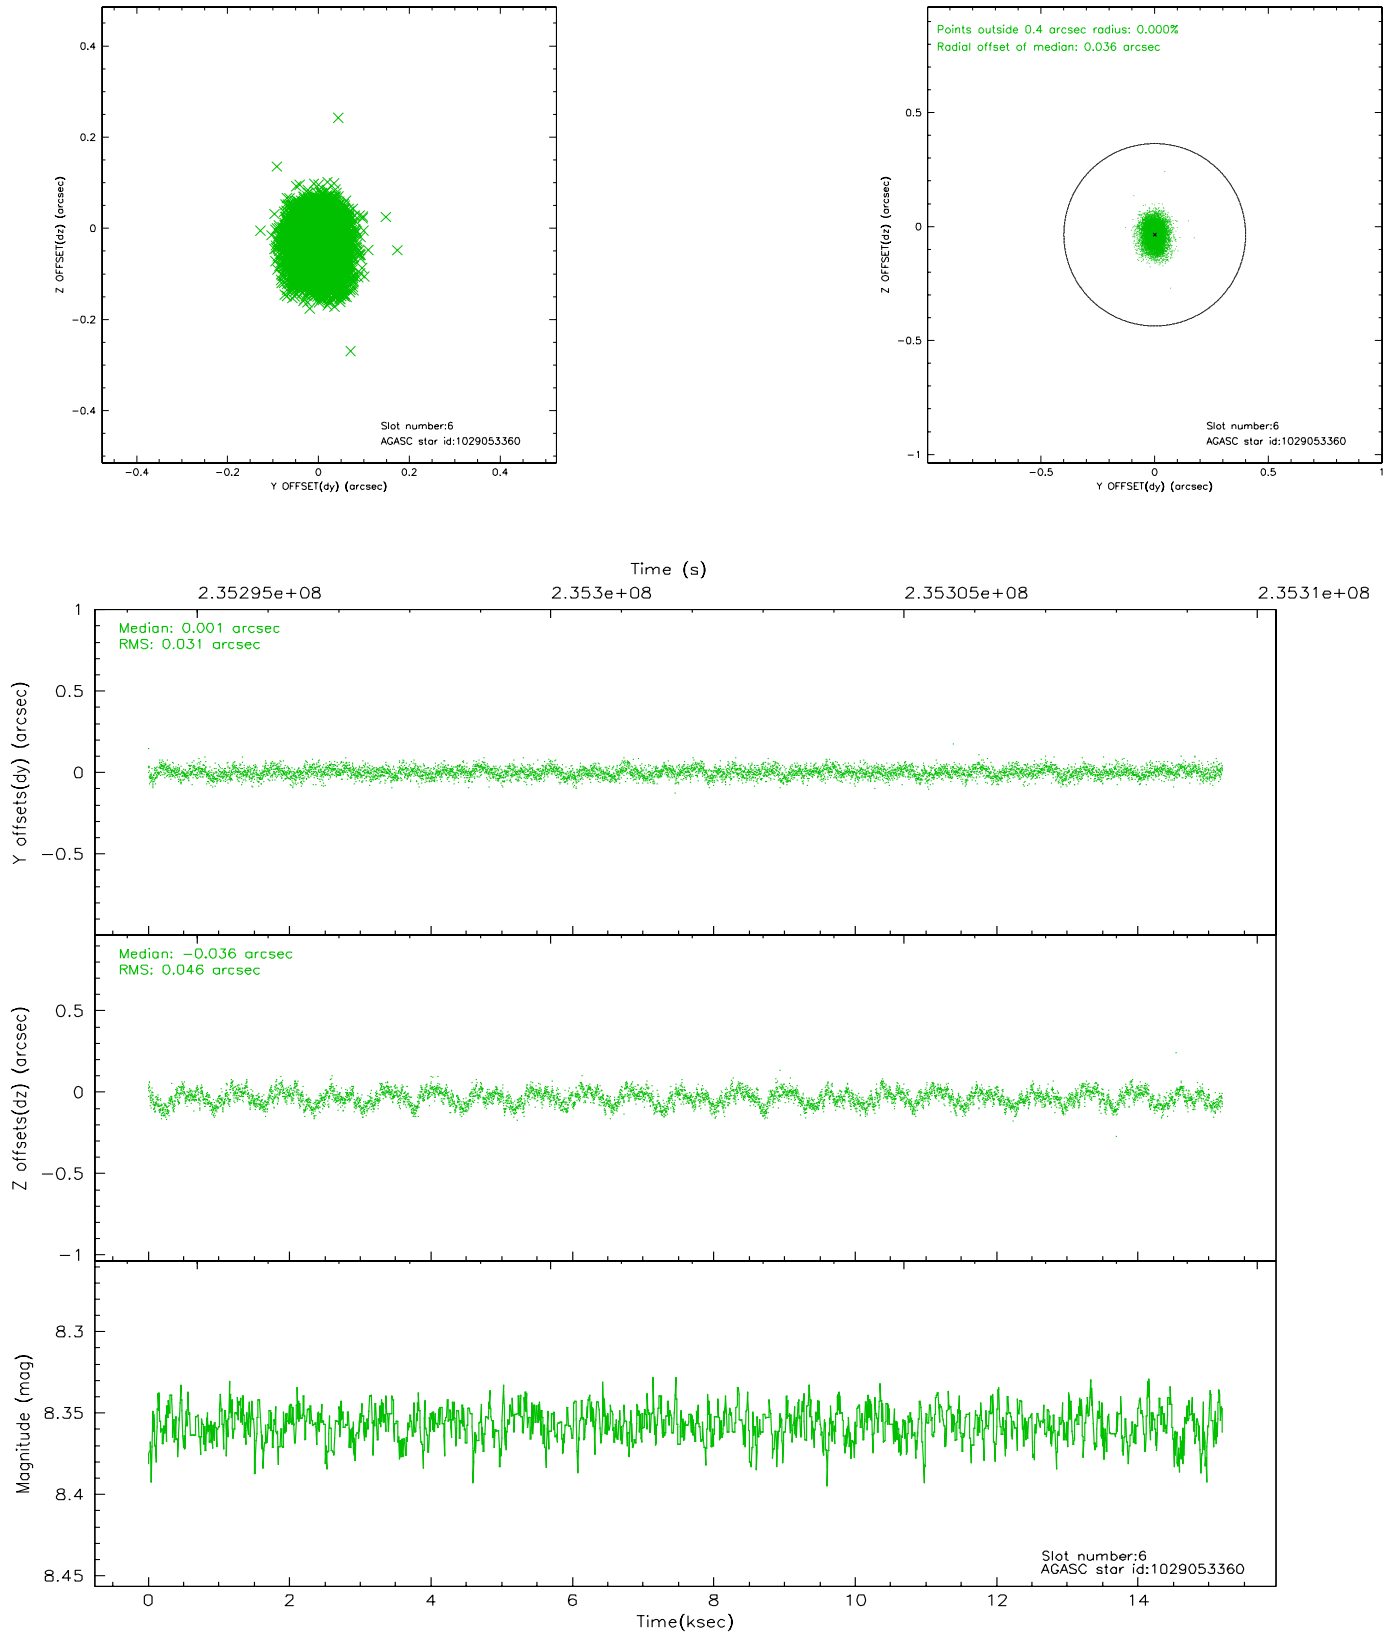 0.4
0.2
0
−0.2
−0.4
Z OFFSET(dz) (arcsec)
Slot number:6
AGASC star id:1029053360
−0.4 −0.2 0 0.2 0.4
Y OFFSET(dy) (arcsec)
Points outside 0.4 arcsec radius: 0.000%
Radial offset of median: 0.036 arcsec
0.5
0
−0.5
−1
Z OFFSET(dz) (arcsec)
Slot number:6
AGASC star id:1029053360
−0.5 0 0.5 1
Y OFFSET(dy) (arcsec)
Time (s)
2.35295e+08 2.353e+08 2.35305e+08 2.3531e+08
Median: 0.001 arcsec
RMS: 0.031 arcsec
1
0.5
0
−0.5
Y offsets(dy) (arcsec)
Median: −0.036 arcsec
RMS: 0.046 arcsec
0.5
0
−0.5
−1
Z offsets(dz) (arcsec)
8.3
8.35
8.4
8.45
Magnitude (mag)
Slot number:6
AGASC star id:1029053360
0 2 4 6 8 10 12 14
Time(ksec)